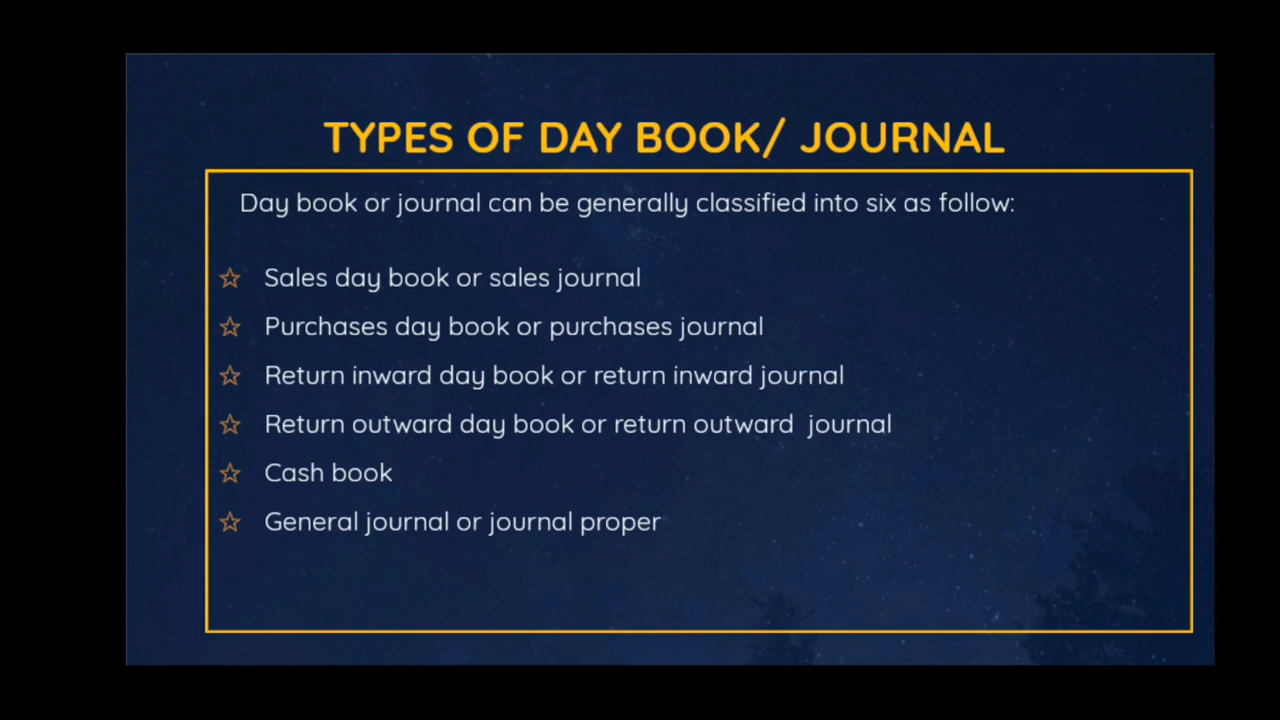 TYPES OF DAY BOOK/ JOURNAL
Day book or journal can be generally classified into six as follow:
Sales day book or sales journal
Purchases day book or purchases journal
Return inward day book or return inward journal
Return outward day book or return outward  journal
Cash book
General journal or journal proper